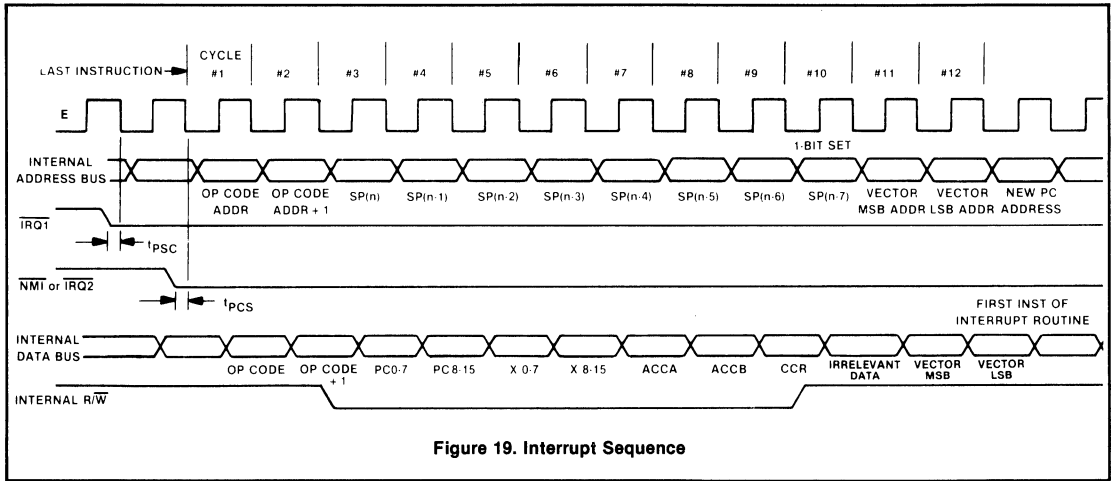 CYCLE
LAST INSTRUCTION #1 #2 #3 #4 #5 #6 #7 #8 #9 #10 #11 #12
E
1-BIT SET
INTERNAL
ADDRESS BUS
OP CODE ADDR
OP CODE ADDR + 1
SP(n) SP(n-1) SP(n-2) SP(n-3) SP(n-4) SP(n-5) SP(n-6) SP(n-7)
VECTOR MSB ADDR
VECTOR LSB ADDR
NEW PC ADDRESS
IRQ1
tPSC
NMI or IRQ2
tPCS
FIRST INST OF
INTERRUPT ROUTINE
INTERNAL
DATA BUS
OP CODE
OP CODE + 1
PC0-7 PC8-15 X 0-7 X 8-15 ACCA ACCB CCR
IRRELEVANT DATA
VECTOR MSB
VECTOR LSB
INTERNAL R/W
Figure 19. Interrupt Sequence